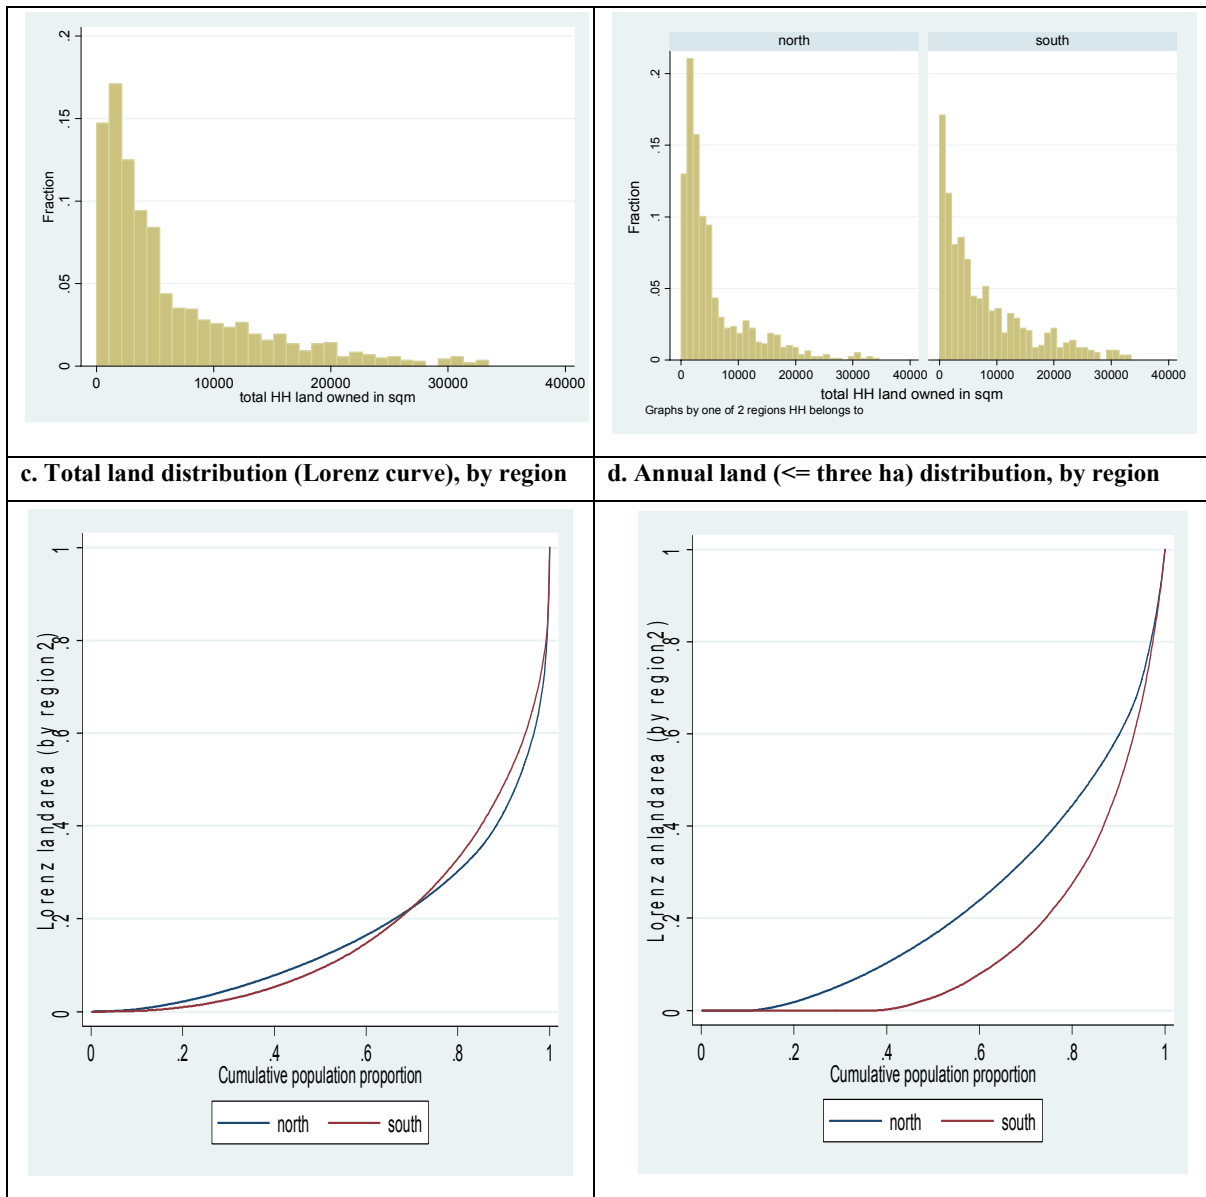 .2
.15
.1
.05
0
Fraction
0 10000 20000 30000 40000
total HH land owned in sqm
north south
.2
.15
.1
.05
0
Fraction
0 10000 20000 30000 40000 0 10000 20000 30000 40000
total HH land owned in sqm
Graphs by one of 2 regions HH belongs to
c. Total land distribution (Lorenz curve), by region
d. Annual land (<= three ha) distribution, by region
1
.8
.6
.4
.2
0
Lorenz landarea (by region2)
0 .2 .4 .6 .8 1
Cumulative population proportion
north south
1
.8
.6
.4
.2
0
Lorenz anlandarea (by region2)
0 .2 .4 .6 .8 1
Cumulative population proportion
north south